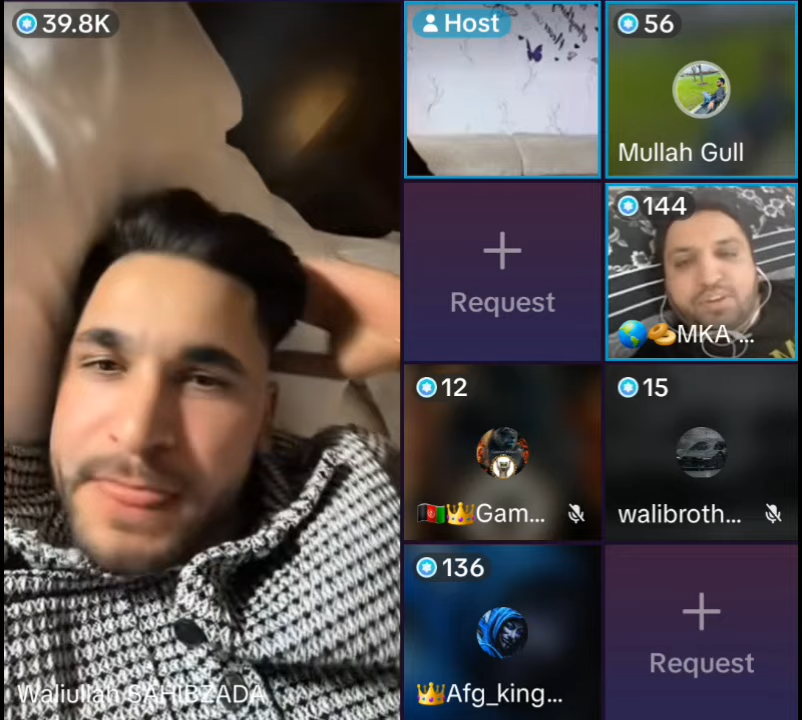 39.8K
Waliullah SAHIBZADA
Host
56
Mullah Gull
Request
144
🌎🥯MKA ...
12
🇦🇫👑Gam...
15
walibroth...
136
👑Afg_king...
Request